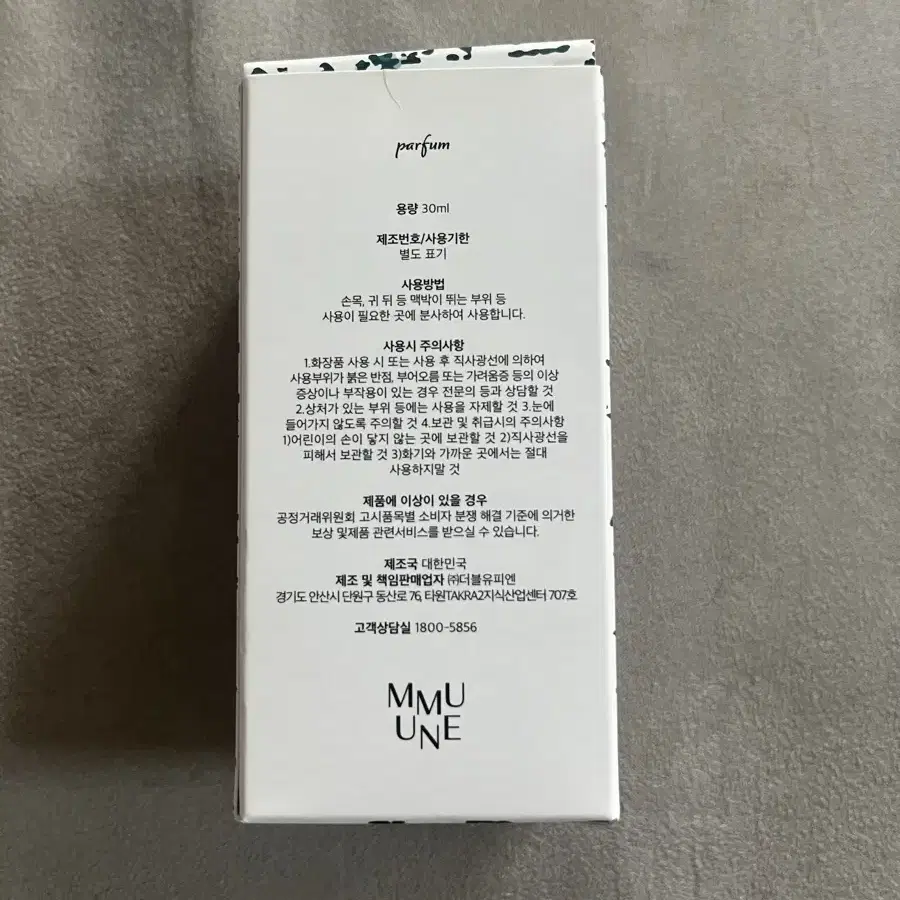 parfum
용량 30ml
제조번호/사용기한
별도 표기
사용방법
손목, 귀 뒤 등 맥박이 뛰는 부위 등
사용이 필요한 곳에 분사하여 사용합니다.
사용시 주의사항
1.화장품 사용 시 또는 사용 후 직사광선에 의하여
사용부위가 붉은 반점, 부어오름 또는 가려움증 등의 이상
증상이나 부작용이 있는 경우 전문의 등과 상담할 것
2.상처가 있는 부위 등에는 사용을 자제할 것 3.눈에
들어가지 않도록 주의할 것 4.보관 및 취급시의 주의사항
1)어린이의 손이 닿지 않는 곳에 보관할 것 2)직사광선을
피해서 보관할 것 3)화기와 가까운 곳에서는 절대
사용하지말 것
제품에 이상이 있을 경우
공정거래위원회 고시품목별 소비자 분쟁 해결 기준에 의거한
보상 및제품 관련서비스를 받으실 수 있습니다.
제조국 대한민국
제조 및 책임판매업자 ㈜더블유피엔
경기도 안산시 단원구 동산로 76, 타원TAKRA2지식산업센터 707호
고객상담실 1800-5856
MMU
UNE